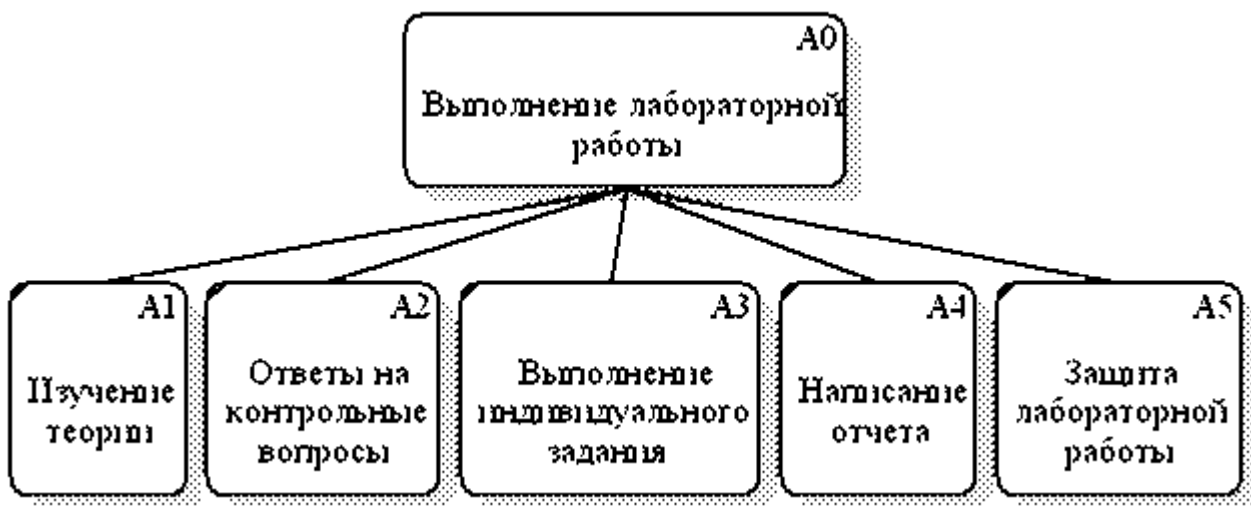 A0
Выполнение лабораторной
работы
A1
Изучение
теории
A2
Ответы на
контрольные
вопросы
A3
Выполнение
индивидуального
задания
A4
Написание
отчета
A5
Защита
лабораторной
работы